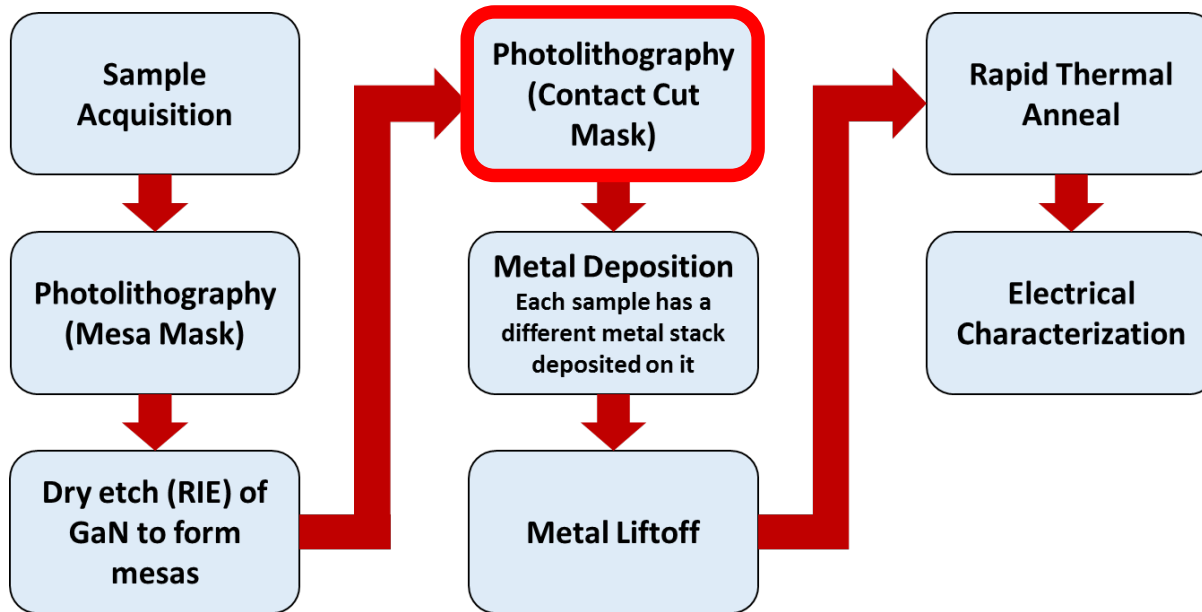 Sample
Acquisition
Photolithography
(Mesa Mask)
Dry etch (RIE) of
GaN to form
mesas
Photolithography
(Contact Cut
Mask)
Metal Deposition
Each sample has a
different metal stack
deposited on it
Metal Liftoff
Rapid Thermal
Anneal
Electrical
Characterization